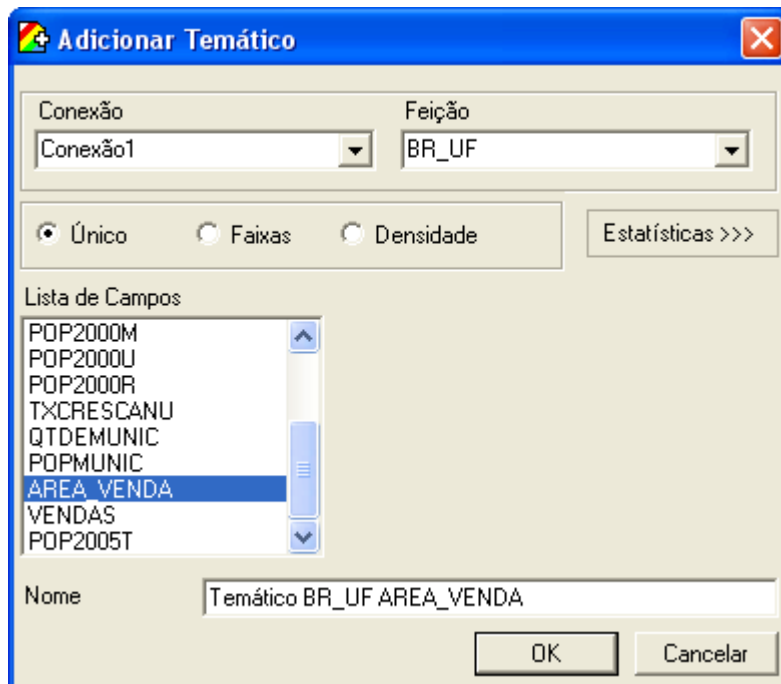 Adicionar Temático
Conexão Feição
Conexão1 BR_UF
Único Faixas Densidade Estatísticas >>>
Lista de Campos
POP2000M
POP2000U
POP2000R
TXCRESCANU
QTDEMUNIC
POPMUNIC
AREA_VENDA
VENDAS
POP2005T
Nome Temático BR_UF AREA_VENDA
OK Cancelar